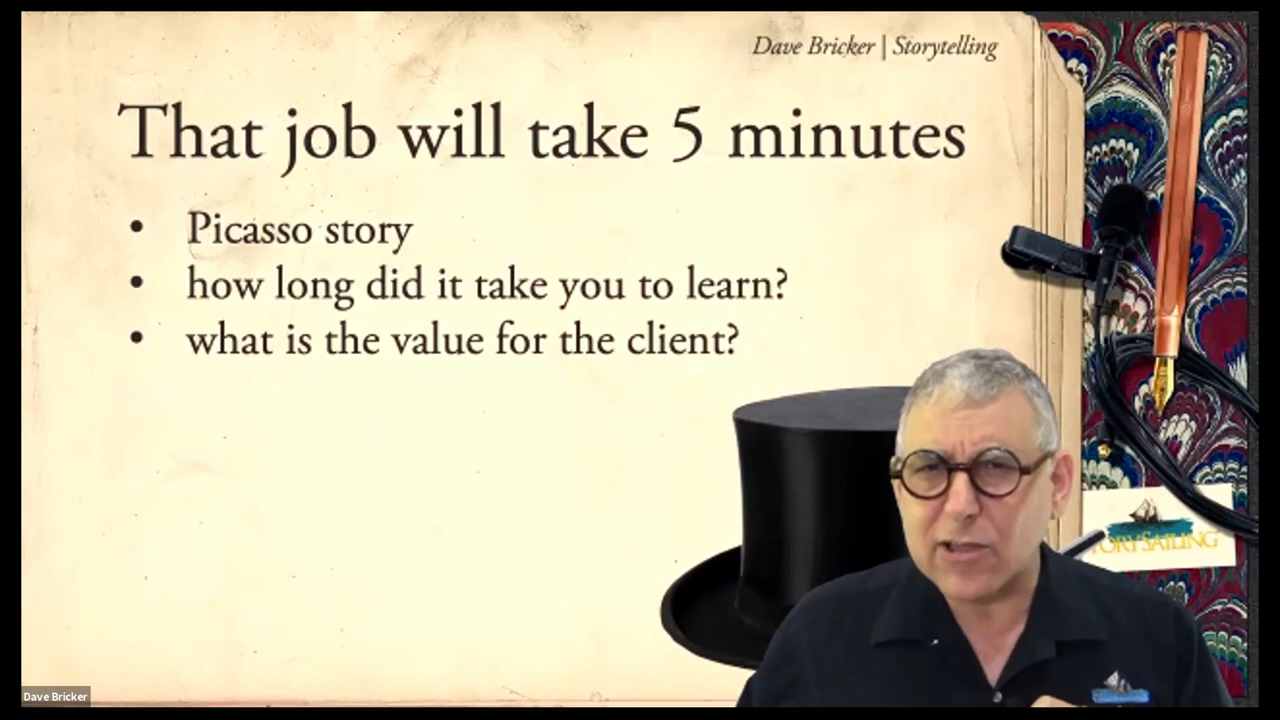 Dave Bricker | Storytelling
That job will take 5 minutes
• Picasso story
• how long did it take you to learn?
• what is the value for the client?
TORYSAILING
Dave Bricker